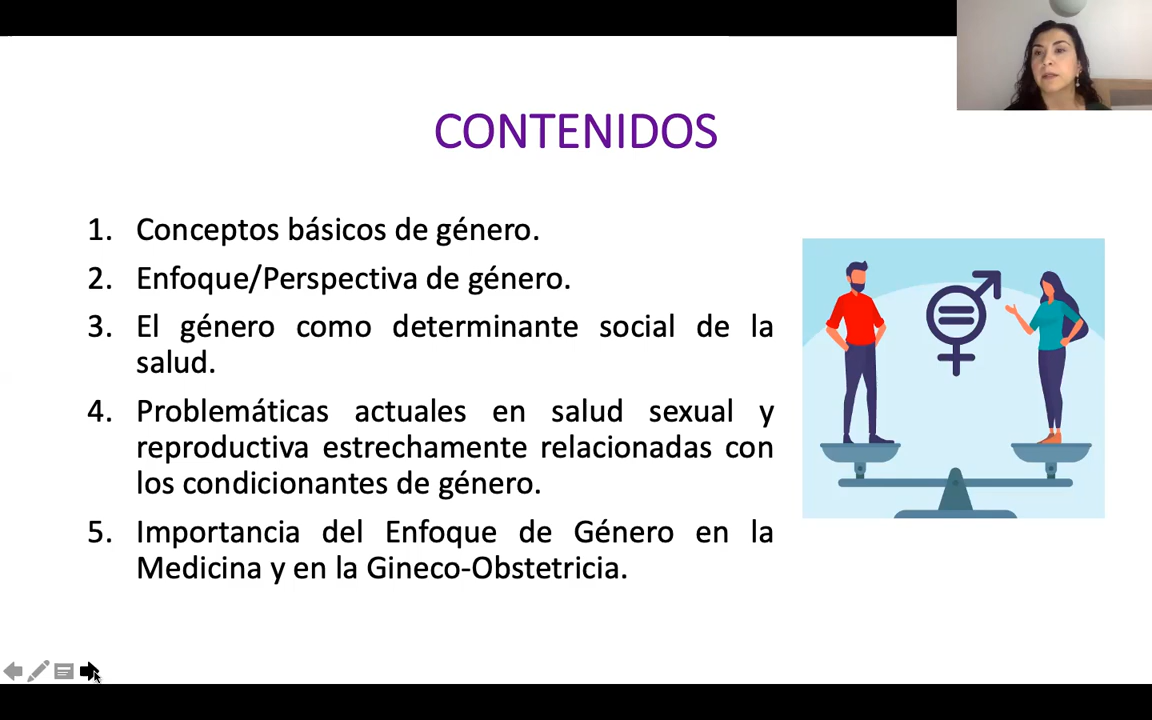 CONTENIDOS
1. Conceptos básicos de género.
2. Enfoque/Perspectiva de género.
3. El género como determinante social de la
salud.
4. Problemáticas actuales en salud sexual y
reproductiva estrechamente relacionadas con
los condicionantes de género.
5. Importancia del Enfoque de Género en la
Medicina y en la Gineco-Obstetricia.